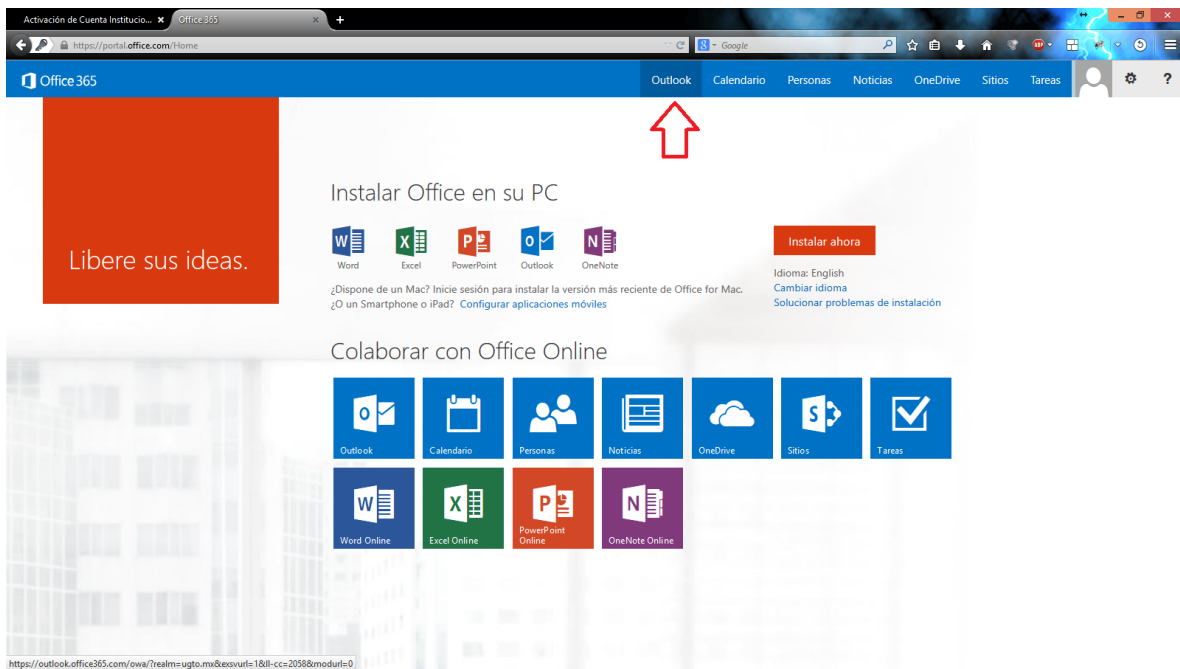 Activación de Cuenta Institucio... Office 365
https://portal.office.com/Home Google
Office 365 Outlook Calendario Personas Noticias OneDrive Sitios Tareas ?
Libere sus ideas.
Instalar Office en su PC
Word Excel PowerPoint Outlook OneNote
¿Dispone de un Mac? Inicie sesión para instalar la versión más reciente de Office for Mac.
¿O un Smartphone o iPad? Configurar aplicaciones móviles
Instalar ahora
Idioma: English
Cambiar idioma
Solucionar problemas de instalación
Colaborar con Office Online
Outlook Calendario Personas Noticias OneDrive Sitios Tareas
Word Online Excel Online PowerPoint Online OneNote Online
https://outlook.office365.com/owa/?realm=ugto.mx&exsvurl=1&ll-cc=2058&modurl=0